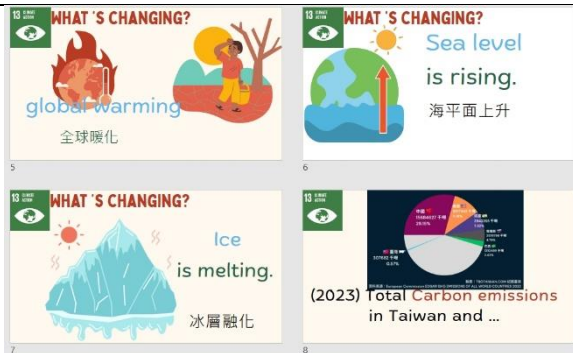 13 CLIMATE ACTION
WHAT 'S CHANGING?
global warming
全球暖化
5
13 CLIMATE ACTION
WHAT 'S CHANGING?
Sea level
is rising.
海平面上升
6
13 CLIMATE ACTION
WHAT 'S CHANGING?
Ice
is melting.
冰層融化
7
13 CLIMATE ACTION
(2023) Total Carbon emissions
in Taiwan and ...
8